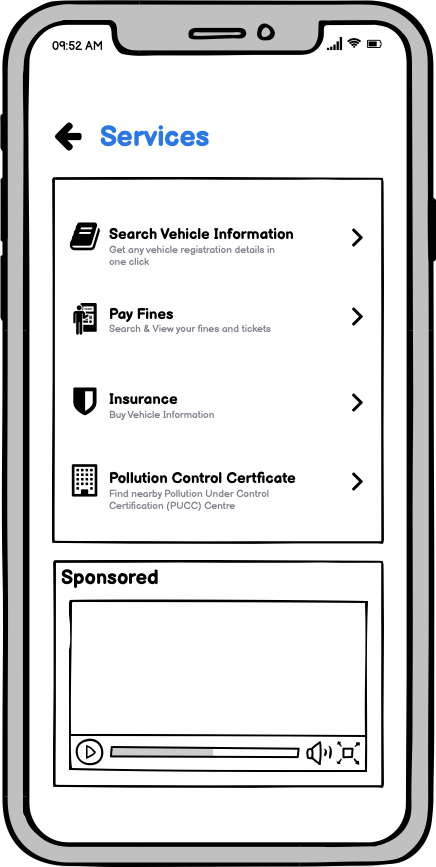 09:52 AM
Services
Search Vehicle Information
Get any vehicle registration details in
one click
Pay Fines
Search & View your fines and tickets
Insurance
Buy Vehicle Information
Pollution Control Certficate
Find nearby Pollution Under Control
Certification (PUCC) Centre
Sponsored